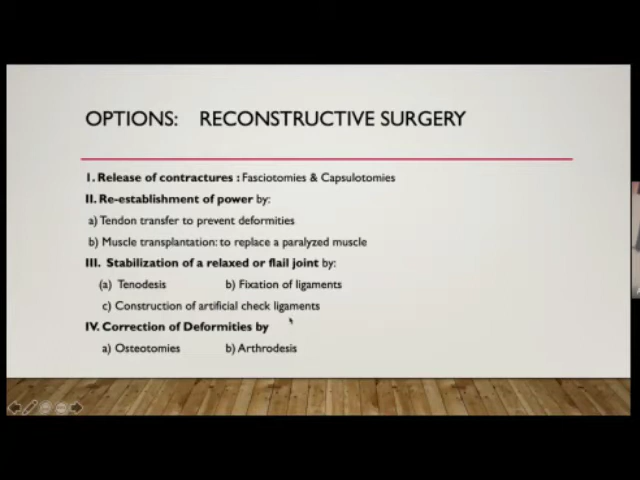 OPTIONS: RECONSTRUCTIVE SURGERY
I. Release of contractures : Fasciotomies & Capsulotomies
II. Re-establishment of power by:
a) Tendon transfer to prevent deformities
b) Muscle transplantation: to replace a paralyzed muscle
III. Stabilization of a relaxed or flail joint by:
(a) Tenodesis b) Fixation of ligaments
c) Construction of artificial check ligaments
IV. Correction of Deformities by
a) Osteotomies b) Arthrodesis